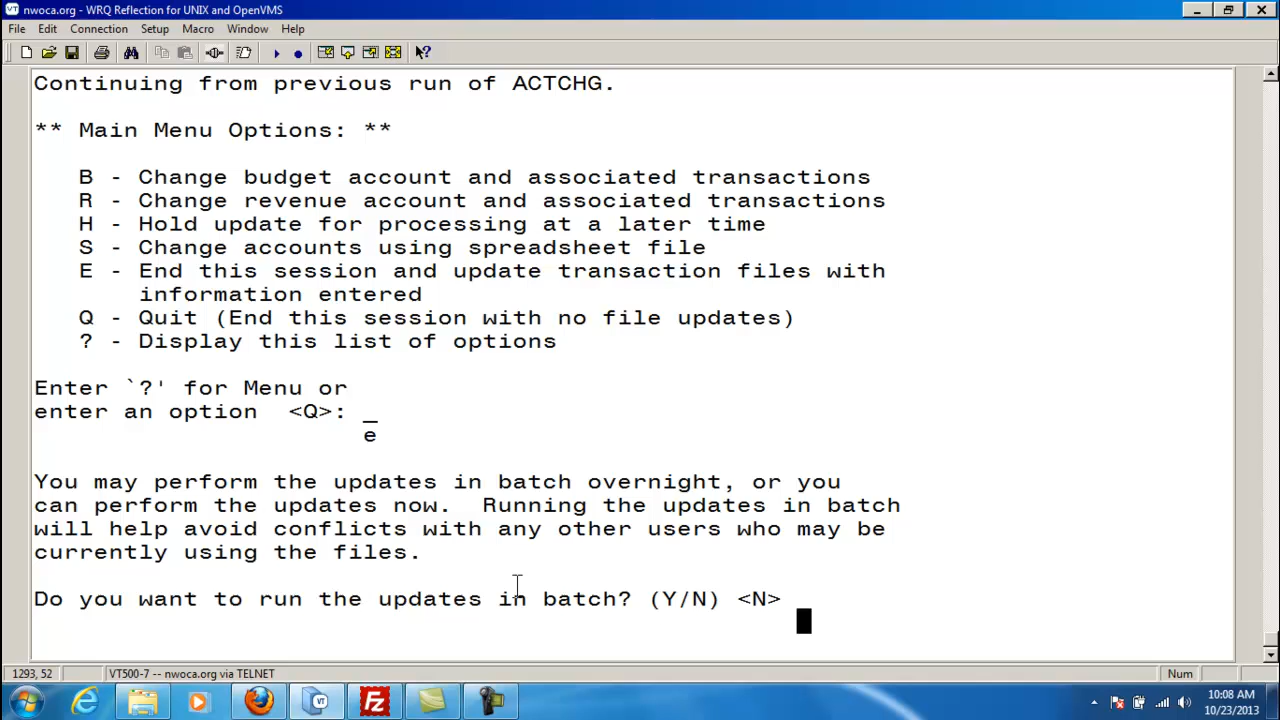 nwoca.org - WRQ Reflection for UNIX and OpenVMS
File Edit Connection Setup Macro Window Help
Continuing from previous run of ACTCHG.
** Main Menu Options: **
B - Change budget account and associated transactions
R - Change revenue account and associated transactions
H - Hold update for processing at a later time
S - Change accounts using spreadsheet file
E - End this session and update transaction files with
information entered
Q - Quit (End this session with no file updates)
? - Display this list of options
Enter `?' for Menu or
enter an option <Q>: _
e
You may perform the updates in batch overnight, or you
can perform the updates now. Running the updates in batch
will help avoid conflicts with any other users who may be
currently using the files.
Do you want to run the updates in batch? (Y/N) <N>
1293, 52 VT500-7 -- nwoca.org via TELNET Num
10:08 AM
10/23/2013